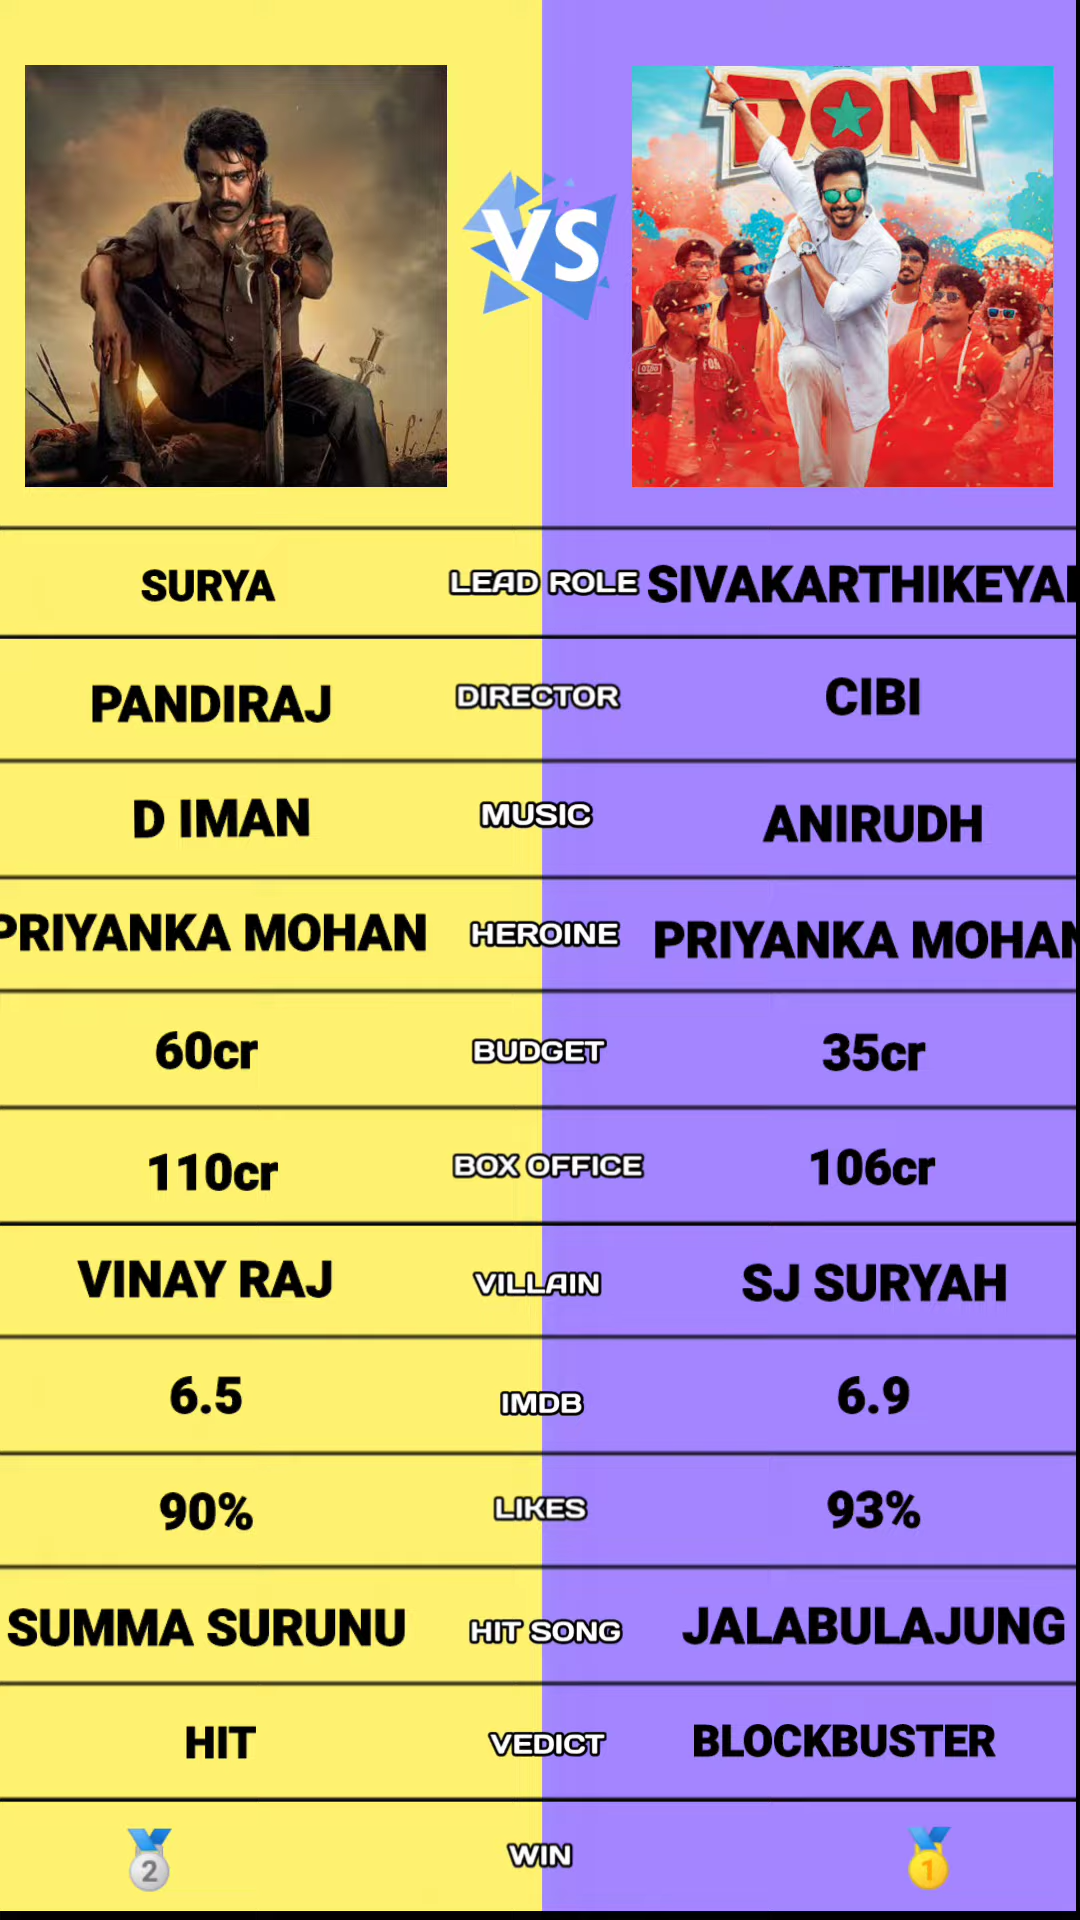 DON
VS
SURYA LEAD ROLE SIVAKARTHIKEYAN
PANDIRAJ DIRECTOR CIBI
D IMAN MUSIC ANIRUDH
PRIYANKA MOHAN HEROINE PRIYANKA MOHAN
60cr BUDGET 35cr
110cr BOX OFFICE 106cr
VINAY RAJ VILLAIN SJ SURYAH
6.5 IMDB 6.9
90% LIKES 93%
SUMMA SURUNU HIT SONG JALABULAJUNG
HIT VEDICT BLOCKBUSTER
2 WIN 1